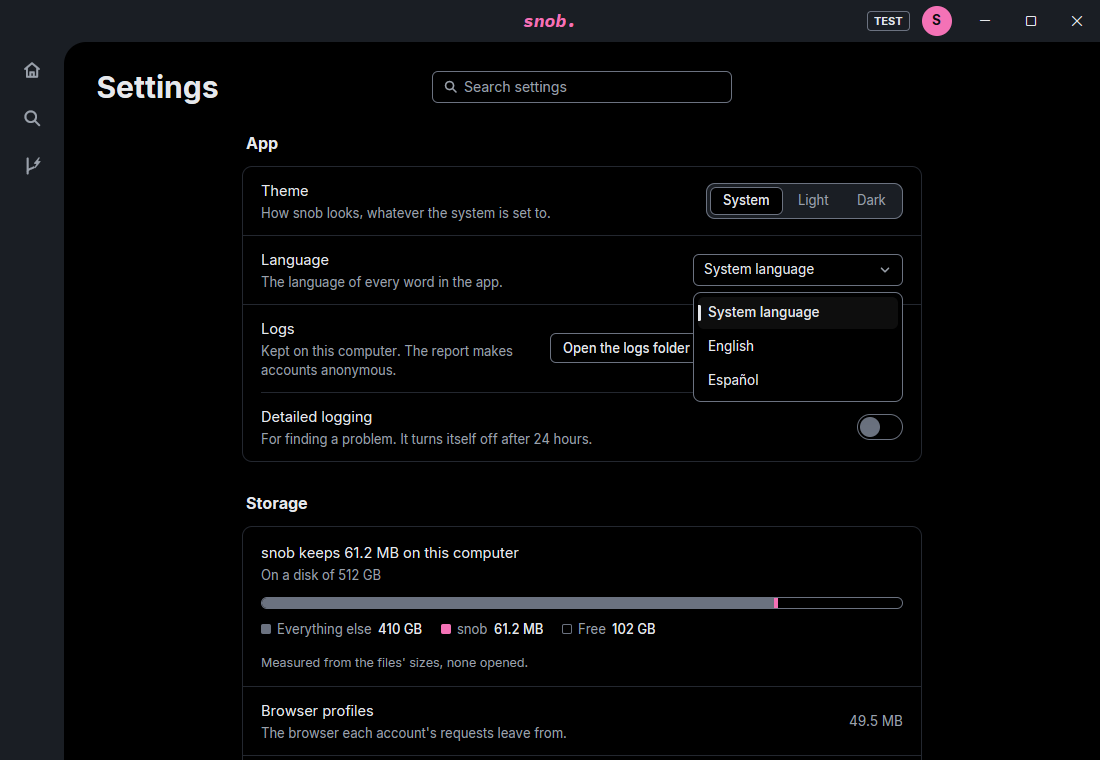 snob.
TEST
S
Settings
Search settings
App
Theme
How snob looks, whatever the system is set to.
System
Light
Dark
Language
The language of every word in the app.
System language
System language
English
Español
Logs
Kept on this computer. The report makes
accounts anonymous.
Open the logs folder
Detailed logging
For finding a problem. It turns itself off after 24 hours.
Storage
snob keeps 61.2 MB on this computer
On a disk of 512 GB
Everything else 410 GB
snob 61.2 MB
Free 102 GB
Measured from the files' sizes, none opened.
Browser profiles
The browser each account's requests leave from.
49.5 MB